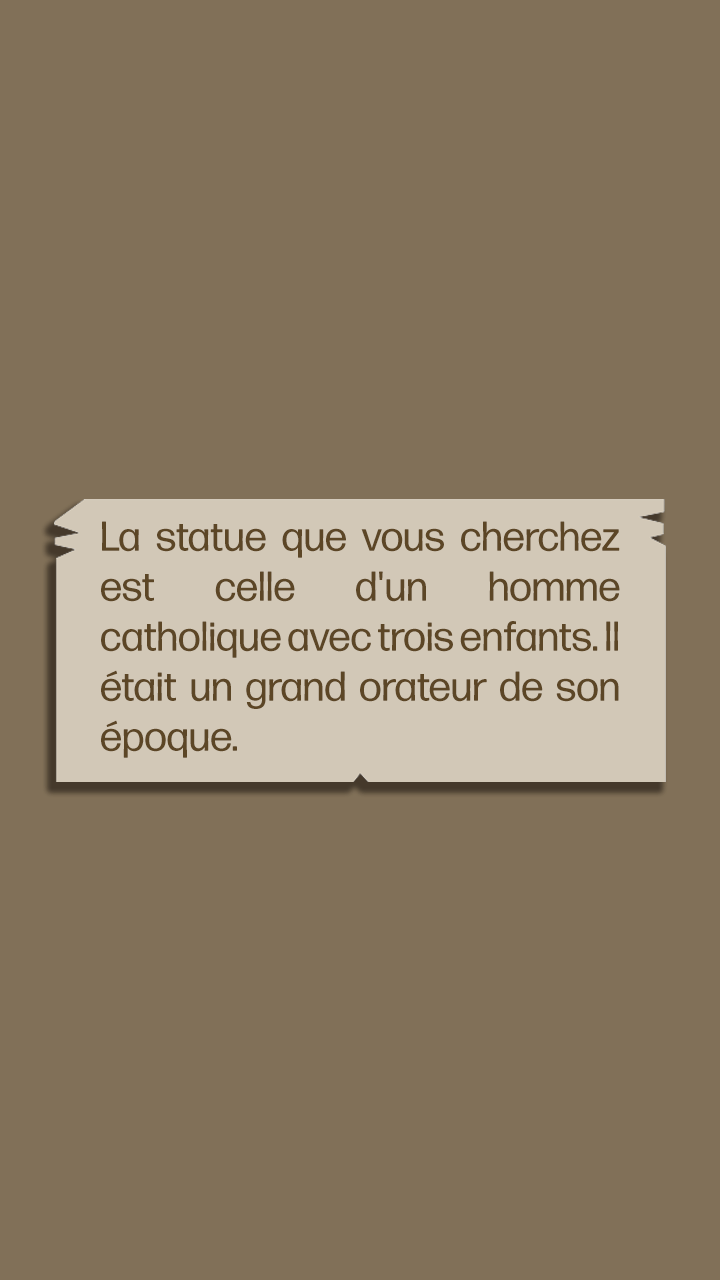 La statue que vous cherchez
est celle d'un homme
catholique avec trois enfants. Il
était un grand orateur de son
époque.